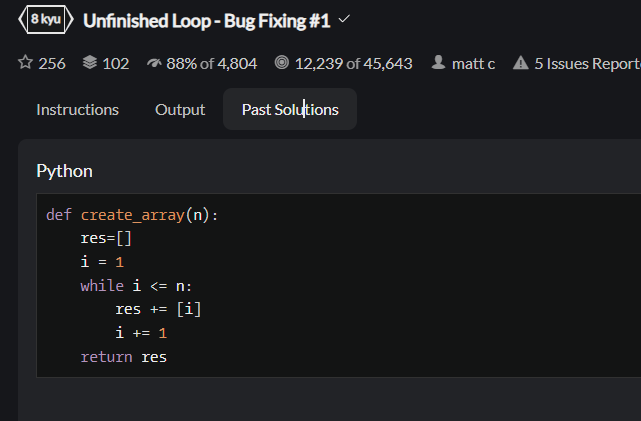 8 kyu Unfinished Loop - Bug Fixing #1
256 102 88% of 4,804 12,239 of 45,643 matt c 5 Issues Report
Instructions Output Past Solutions
Python
def create_array(n):
    res=[]
    i = 1
    while i <= n:
        res += [i]
        i += 1
    return res